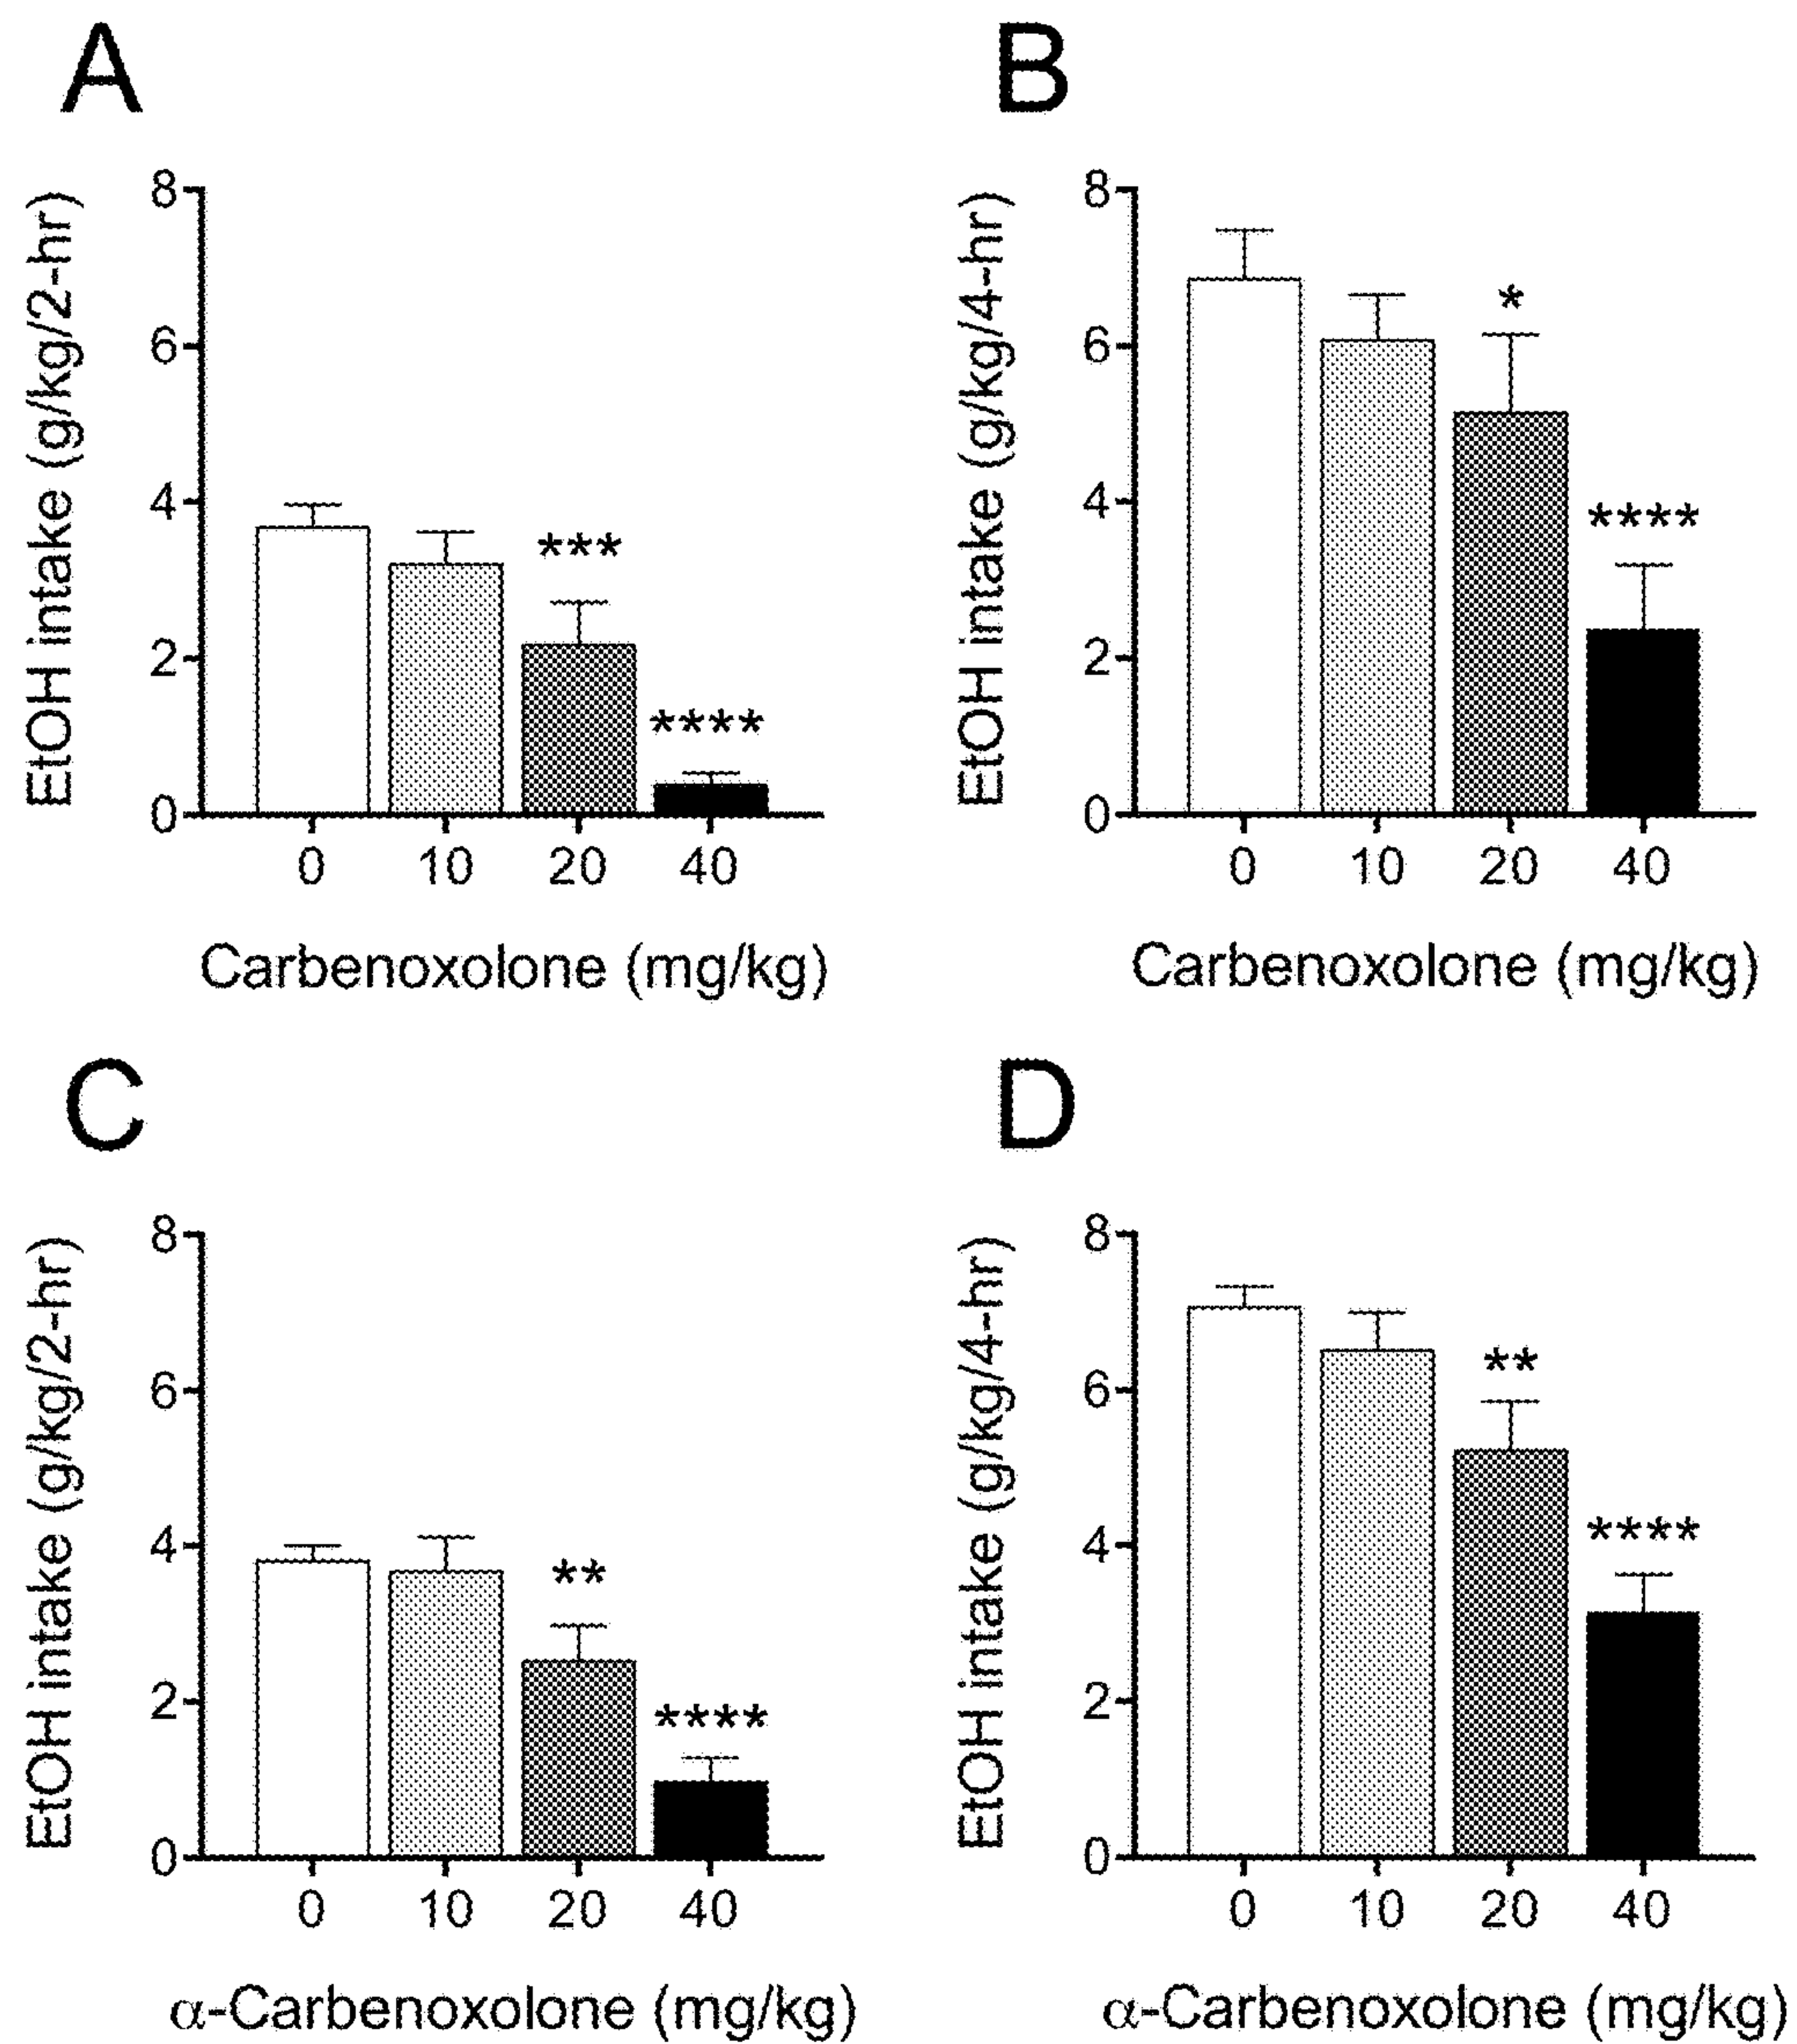 A
EtOH intake (g/kg/2-hr)
8
6
4
2
0
***
****
0 10 20 40
Carbenoxolone (mg/kg)
B
EtOH intake (g/kg/4-hr)
8
6
4
2
0
*
****
0 10 20 40
Carbenoxolone (mg/kg)
C
EtOH intake (g/kg/2-hr)
8
6
4
2
0
**
****
0 10 20 40
α-Carbenoxolone (mg/kg)
D
EtOH intake (g/kg/4-hr)
8
6
4
2
0
**
****
0 10 20 40
α-Carbenoxolone (mg/kg)